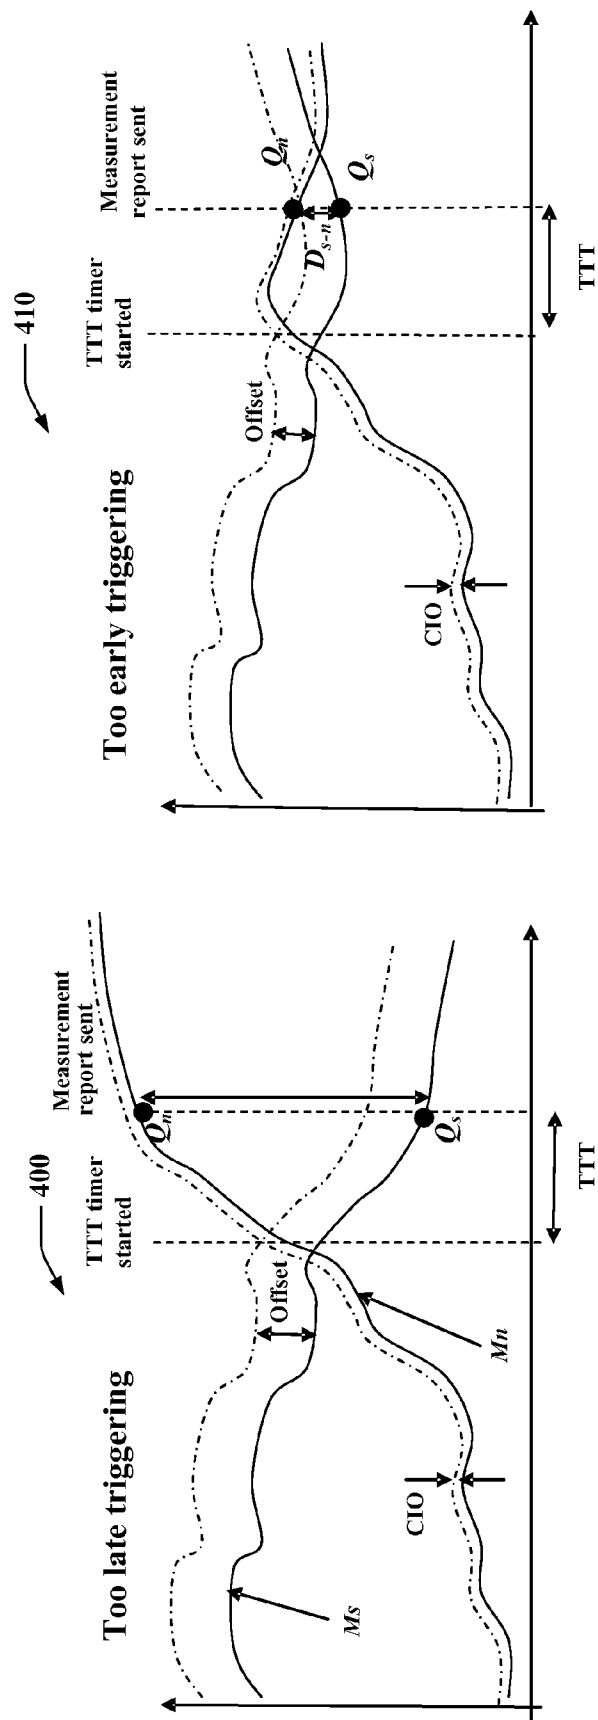 400
Too late triggering
TTT timer
started
Measurement
report sent
Qn
Offset
Ms
Mn
CIO
Qs
TTT
410
Too early triggering
TTT timer
started
Measurement
report sent
Qn
Offset
Ds-n
Qs
CIO
TTT